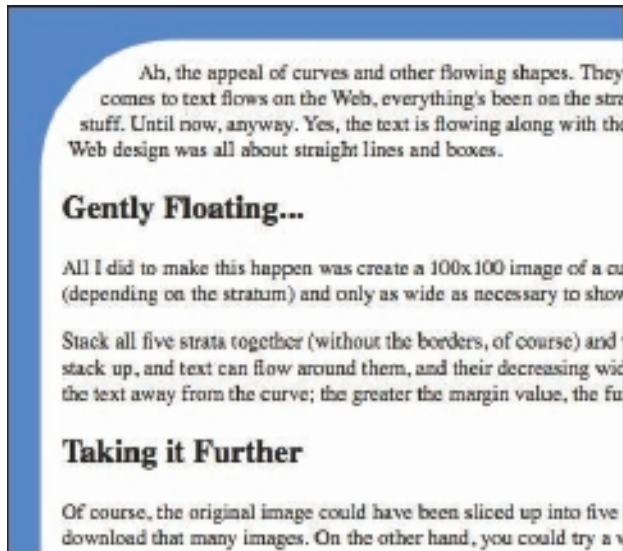 Ah, the appeal of curves and other flowing shapes. They
comes to text flows on the Web, everything's been on the stra
stuff. Until now, anyway. Yes, the text is flowing along with the
Web design was all about straight lines and boxes.
Gently Floating...
All I did to make this happen was create a 100x100 image of a cu
(depending on the stratum) and only as wide as necessary to show
Stack all five strata together (without the borders, of course) and
stack up, and text can flow around them, and their decreasing wid
the text away from the curve; the greater the margin value, the fu
Taking it Further
Of course, the original image could have been sliced up into five
download that many images. On the other hand, you could try a